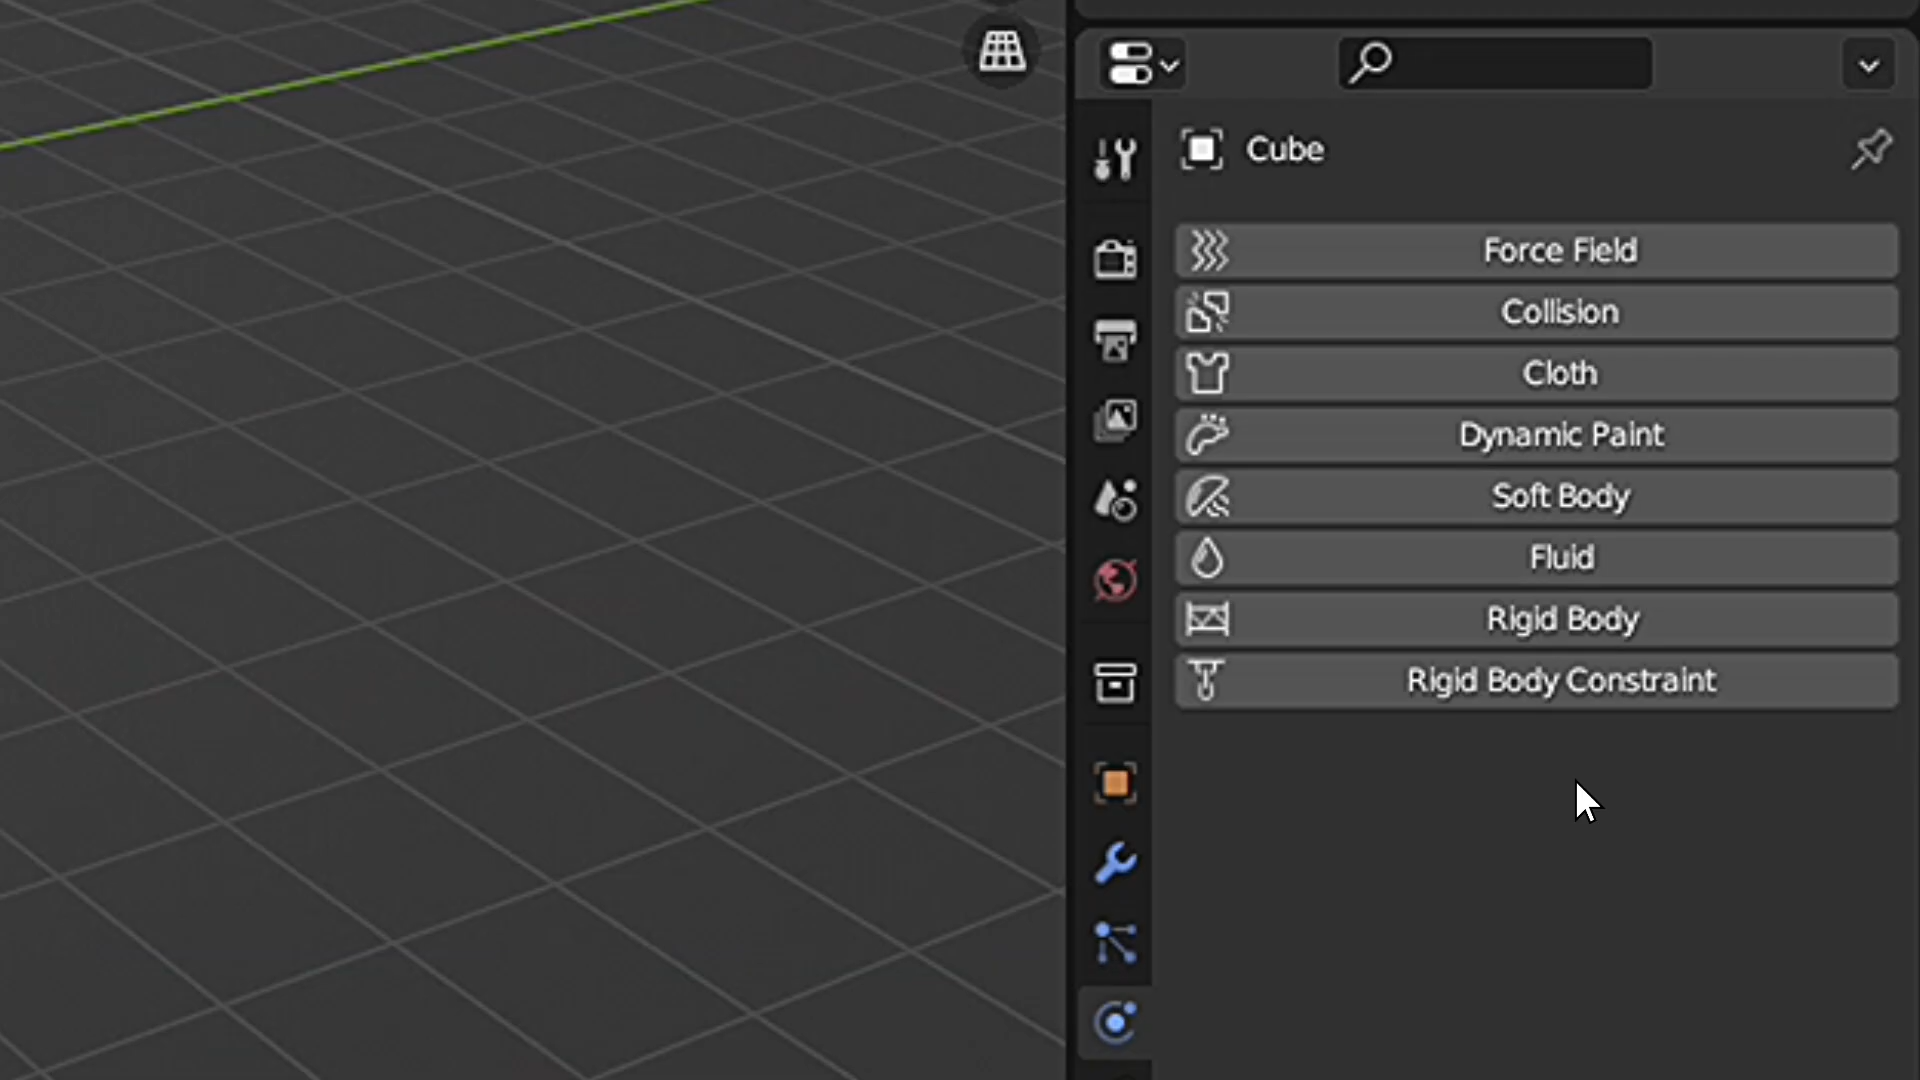 Cube
Force Field
Collision
Cloth
Dynamic Paint
Soft Body
Fluid
Rigid Body
Rigid Body Constraint